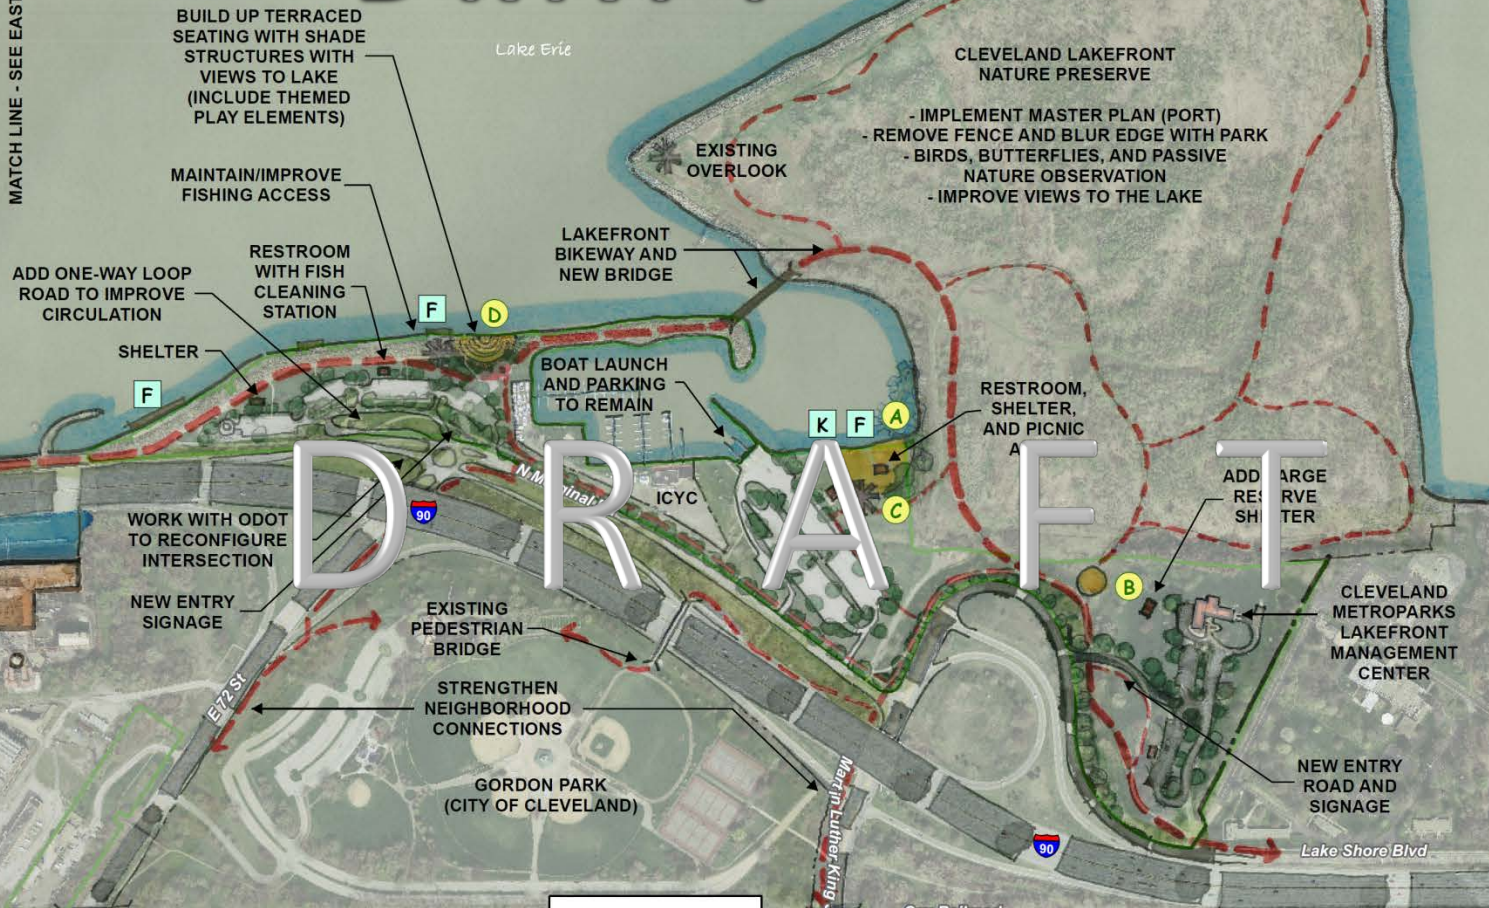 MATCH LINE - SEE EAST
BUILD UP TERRACED
SEATING WITH SHADE
STRUCTURES WITH
VIEWS TO LAKE
(INCLUDE THEMED
PLAY ELEMENTS)
Lake Erie
CLEVELAND LAKEFRONT
NATURE PRESERVE
- IMPLEMENT MASTER PLAN (PORT)
- REMOVE FENCE AND BLUR EDGE WITH PARK
- BIRDS, BUTTERFLIES, AND PASSIVE
NATURE OBSERVATION
- IMPROVE VIEWS TO THE LAKE
EXISTING
OVERLOOK
MAINTAIN/IMPROVE
FISHING ACCESS
LAKEFRONT
BIKEWAY AND
NEW BRIDGE
RESTROOM
WITH FISH
CLEANING
STATION
ADD ONE-WAY LOOP
ROAD TO IMPROVE
CIRCULATION
SHELTER
F
D
F
BOAT LAUNCH
AND PARKING
TO REMAIN
K
F
A
RESTROOM,
SHELTER,
AND PICNIC
C
DRAFT
ICYC
90
ADD LARGE
RESERVE
SHELTER
WORK WITH ODOT
TO RECONFIGURE
INTERSECTION
NEW ENTRY
SIGNAGE
B
EXISTING
PEDESTRIAN
BRIDGE
CLEVELAND
METROPARKS
LAKEFRONT
MANAGEMENT
CENTER
E 72 St
STRENGTHEN
NEIGHBORHOOD
CONNECTIONS
GORDON PARK
(CITY OF CLEVELAND)
Martin Luther King
NEW ENTRY
ROAD AND
SIGNAGE
90
Lake Shore Blvd